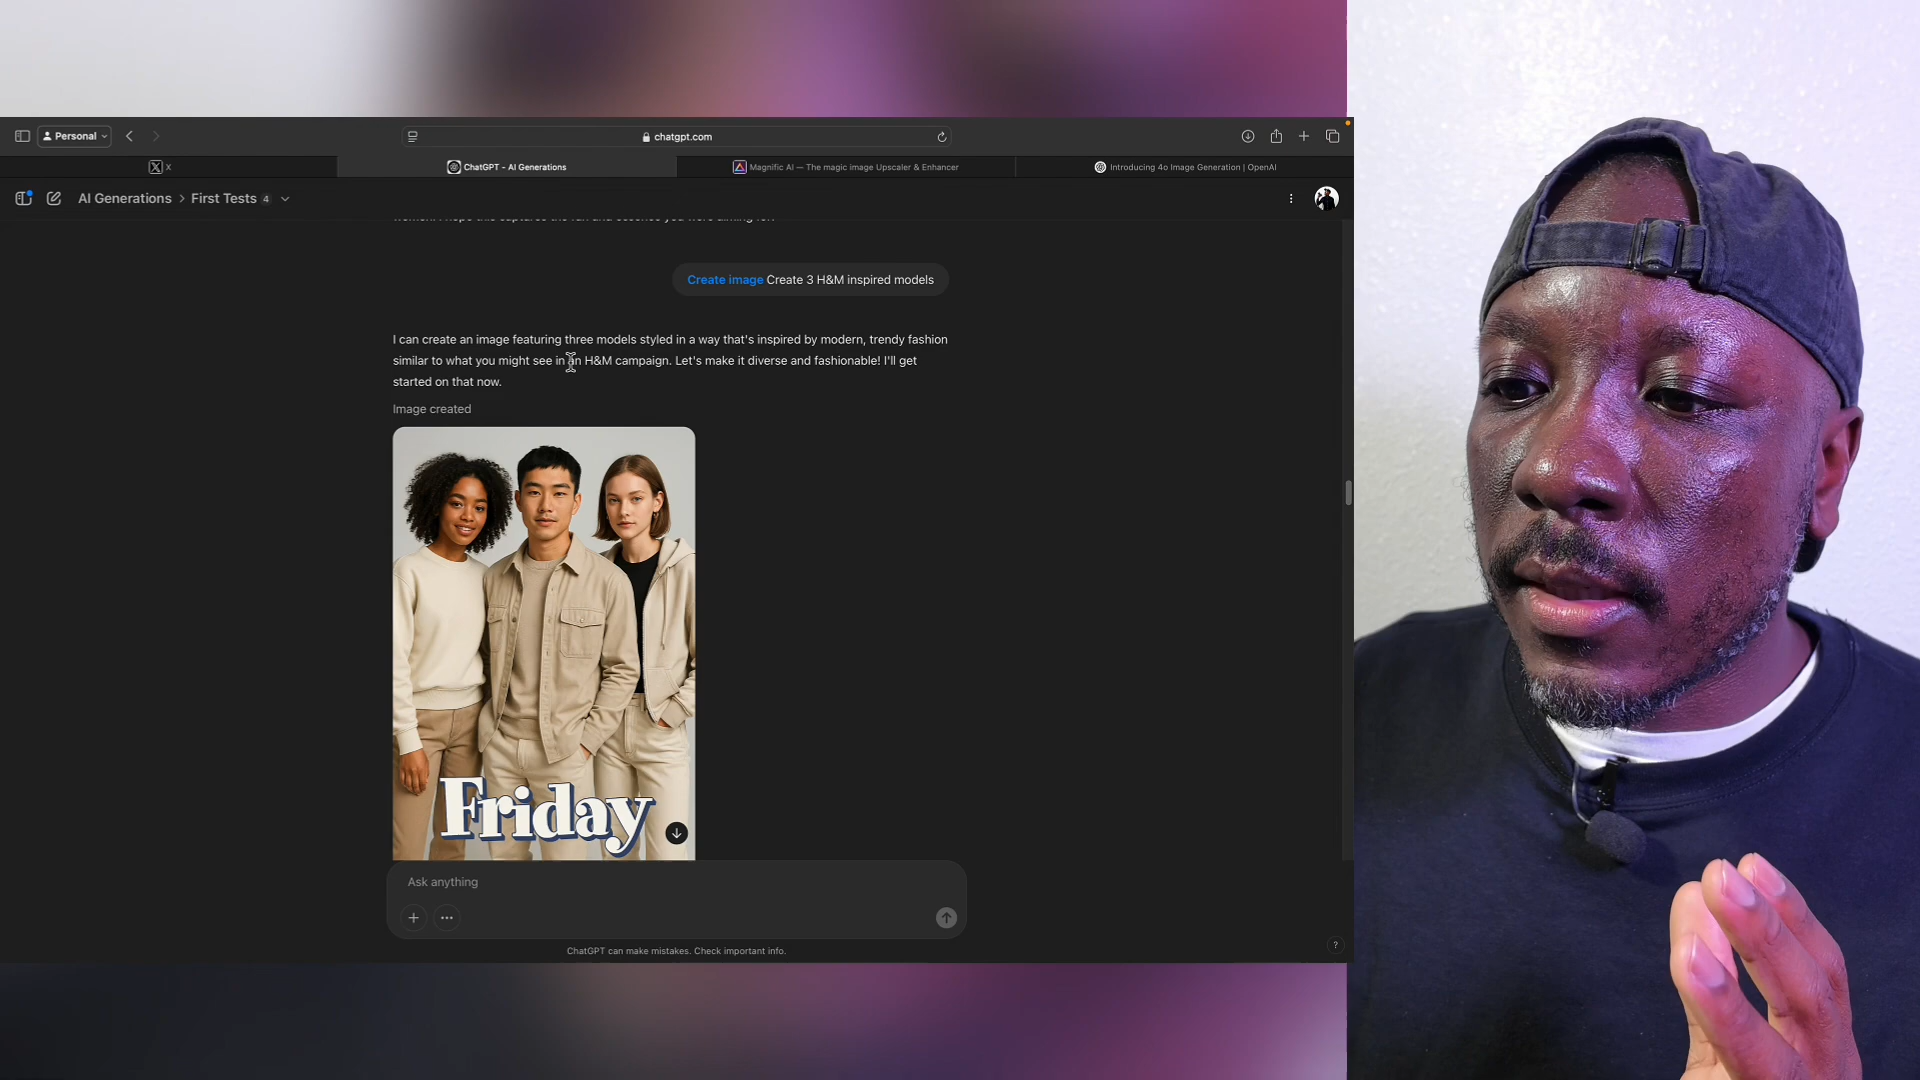 Personal
chatgpt.com
X
ChatGPT - AI Generations
Magnific AI — The magic image Upscaler & Enhancer
Introducing 4o Image Generation | OpenAI
AI Generations > First Tests 4
Create image Create 3 H&M inspired models
I can create an image featuring three models styled in a way that's inspired by modern, trendy fashion
similar to what you might see in an H&M campaign. Let's make it diverse and fashionable! I'll get
started on that now.
Image created
Friday
Ask anything
ChatGPT can make mistakes. Check important info.
?